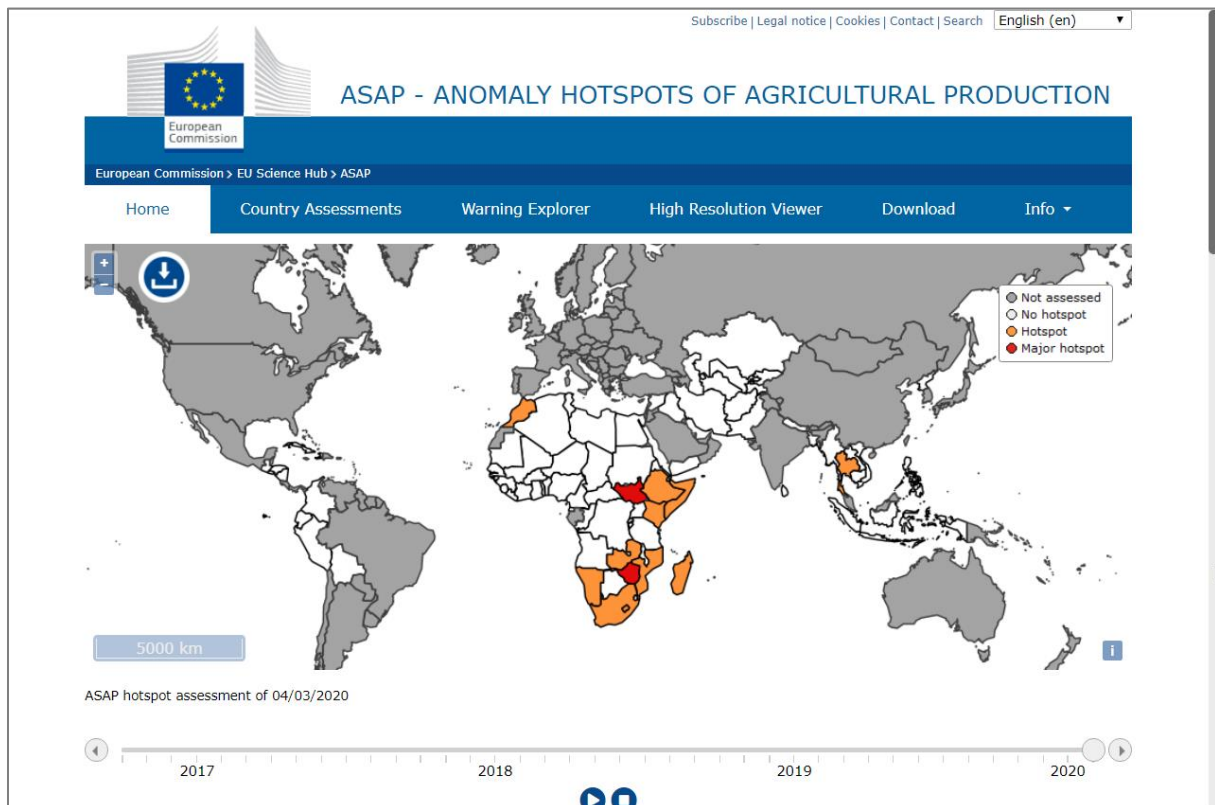 Subscribe | Legal notice | Cookies | Contact | Search English (en)
ASAP - ANOMALY HOTSPOTS OF AGRICULTURAL PRODUCTION
European
Commission
European Commission > EU Science Hub > ASAP
Home Country Assessments Warning Explorer High Resolution Viewer Download Info
+
−
Not assessed
No hotspot
Hotspot
Major hotspot
5000 km
i
ASAP hotspot assessment of 04/03/2020
2017 2018 2019 2020